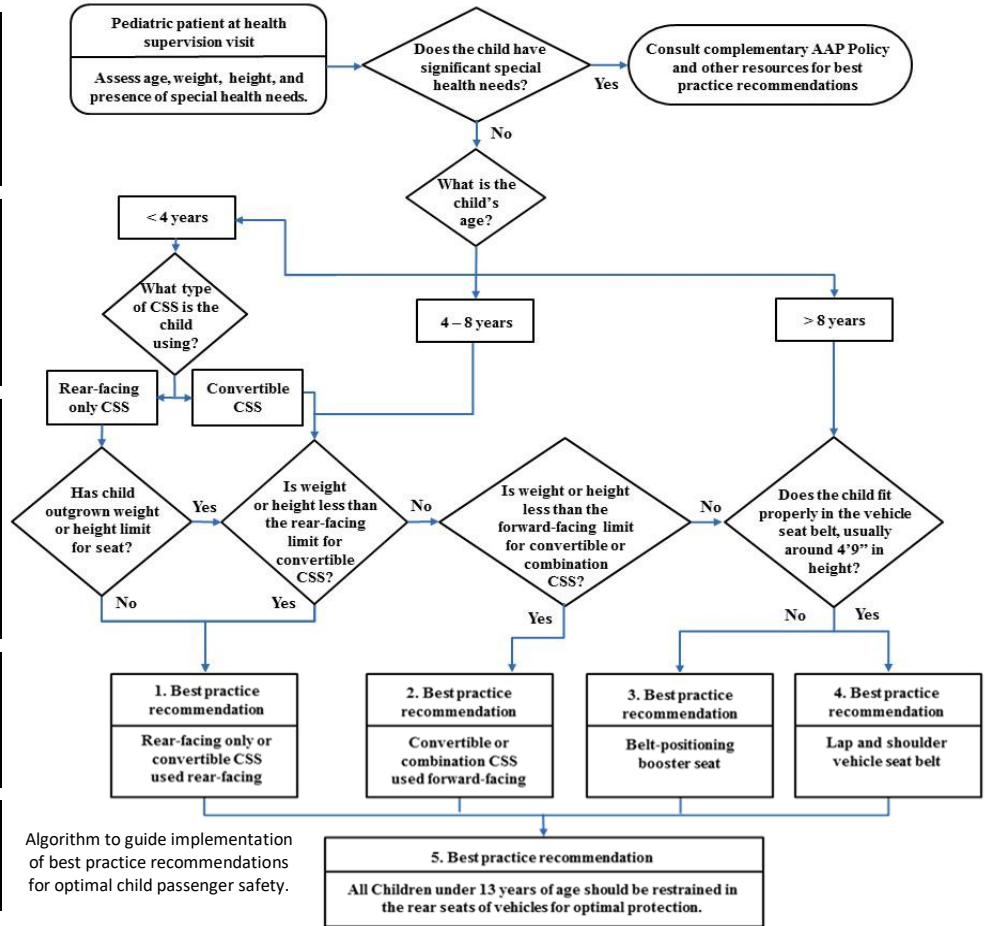 Pediatric patient at health
supervision visit
Assess age, weight, height, and
presence of special health needs.
Does the child have
significant special
health needs?
Yes
Consult complementary AAP Policy
and other resources for best
practice recommendations
No
What is the
child's
age?
< 4 years
What type
of CSS is the
child
using?
4 – 8 years
> 8 years
Rear-facing
only CSS
Convertible
CSS
Has child
outgrown weight
or height limit
for seat?
Yes
Is weight
or height less than
the rear-facing
limit for
convertible
CSS?
No
Is weight or height
less than the
forward-facing limit
for convertible or
combination
CSS?
No
Does the child fit
properly in the vehicle
seat belt, usually
around 4'9" in
height?
No
Yes
Yes
No
Yes
1. Best practice
recommendation
Rear-facing only or
convertible CSS
used rear-facing
2. Best practice
recommendation
Convertible or
combination CSS
used forward-facing
3. Best practice
recommendation
Belt-positioning
booster seat
4. Best practice
recommendation
Lap and shoulder
vehicle seat belt
Algorithm to guide implementation
of best practice recommendations
for optimal child passenger safety.
5. Best practice recommendation
All Children under 13 years of age should be restrained in
the rear seats of vehicles for optimal protection.